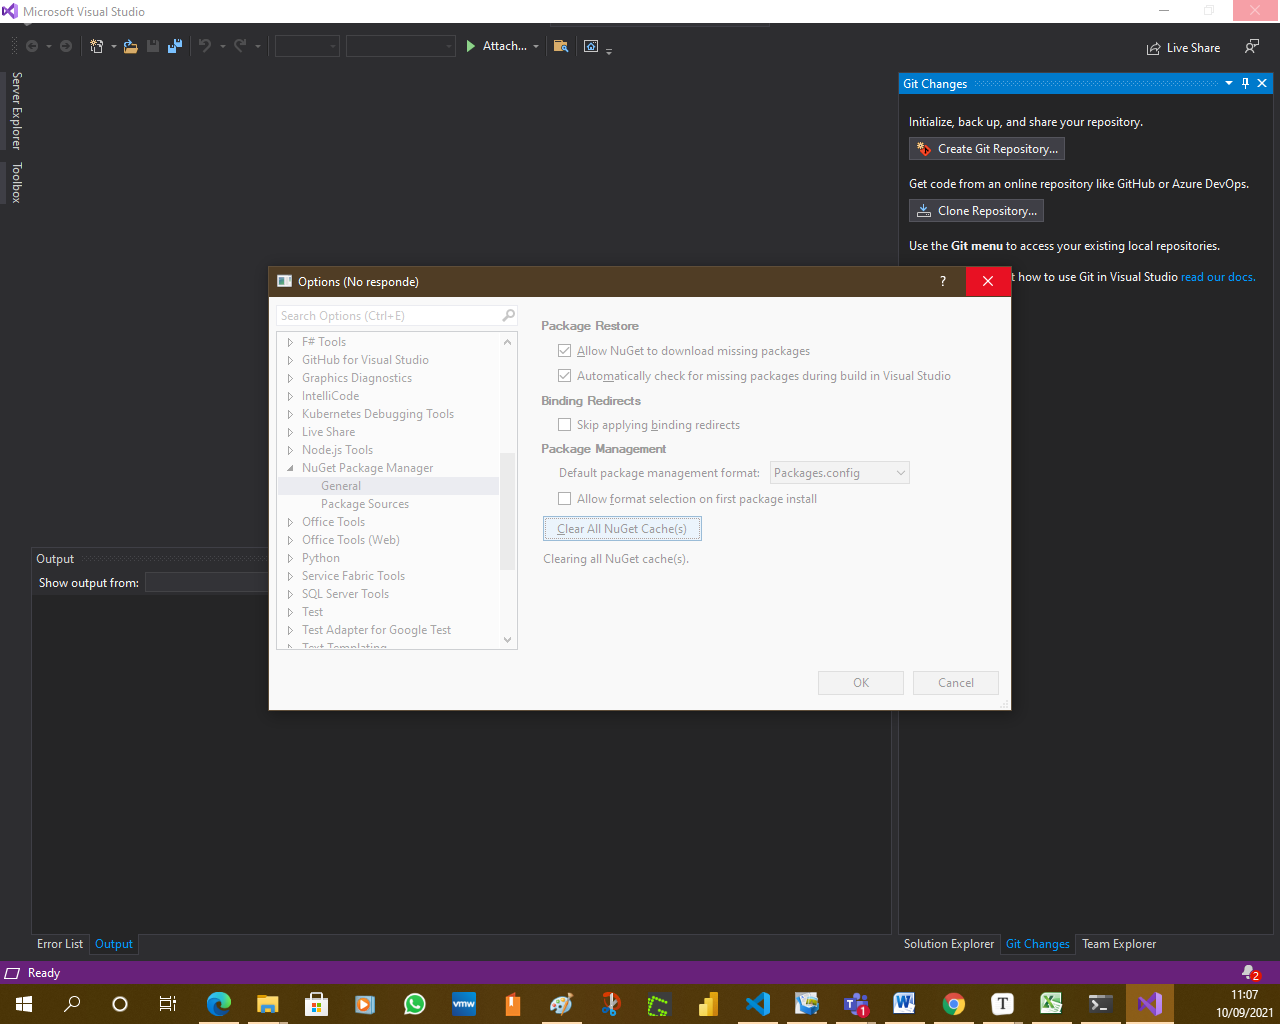 Microsoft Visual Studio
Attach...
Live Share
Server Explorer
Toolbox
Git Changes
Initialize, back up, and share your repository.
Create Git Repository...
Get code from an online repository like GitHub or Azure DevOps.
Clone Repository...
Use the Git menu to access your existing local repositories.
t how to use Git in Visual Studio read our docs.
Options (No responde)
?
Search Options (Ctrl+E)
F# Tools
GitHub for Visual Studio
Graphics Diagnostics
IntelliCode
Kubernetes Debugging Tools
Live Share
Node.js Tools
NuGet Package Manager
General
Package Sources
Office Tools
Office Tools (Web)
Python
Service Fabric Tools
SQL Server Tools
Test
Test Adapter for Google Test
Text Templating
Package Restore
Allow NuGet to download missing packages
Automatically check for missing packages during build in Visual Studio
Binding Redirects
Skip applying binding redirects
Package Management
Default package management format: Packages.config
Allow format selection on first package install
Clear All NuGet Cache(s)
Clearing all NuGet cache(s).
OK
Cancel
Output
Show output from:
Error List
Output
Solution Explorer
Git Changes
Team Explorer
Ready
2
vmw
1
T
11:07
10/09/2021